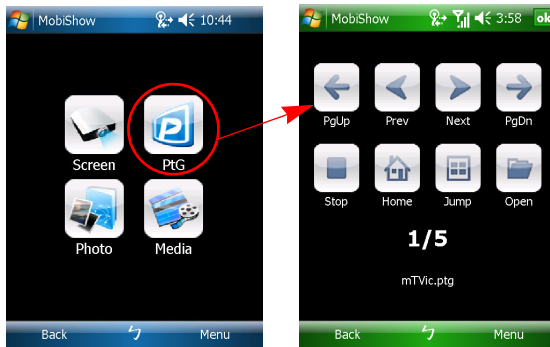 MobiShow 10:44
Screen PtG
Photo Media
Back ㄅ Menu
MobiShow 3:58 ok
PgUp Prev Next PgDn
Stop Home Jump Open
1/5
mTVic.ptg
Back ㄅ Menu